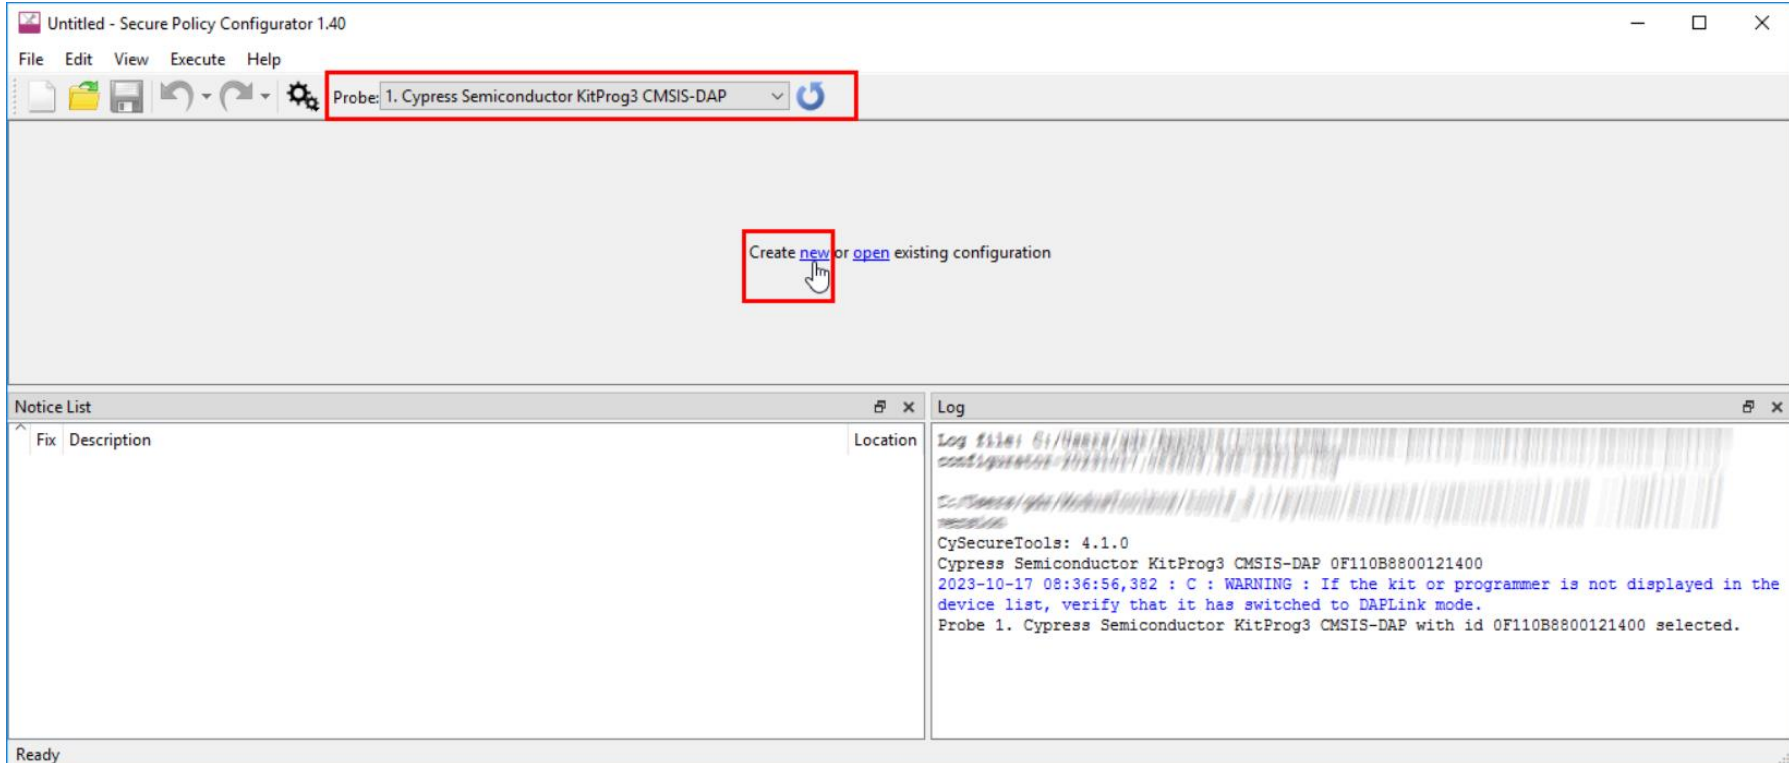 Untitled - Secure Policy Configurator 1.40
File Edit View Execute Help
Probe: 1. Cypress Semiconductor KitProg3 CMSIS-DAP
Create new or open existing configuration
Notice List
Fix Description Location
Log
Log file:
CySecureTools: 4.1.0
Cypress Semiconductor KitProg3 CMSIS-DAP 0F110B8800121400
2023-10-17 08:36:56,382 : C : WARNING : If the kit or programmer is not displayed in the
device list, verify that it has switched to DAPLink mode.
Probe 1. Cypress Semiconductor KitProg3 CMSIS-DAP with id 0F110B8800121400 selected.
Ready